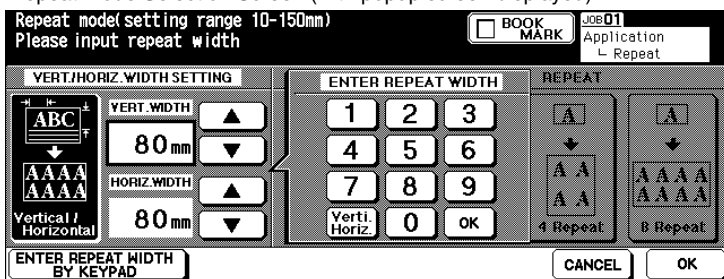 Repeat mode(setting range 10-150mm)
Please input repeat width
BOOK MARK
JOB01
Application
Repeat
VERT./HORIZ.WIDTH SETTING
ENTER REPEAT WIDTH
REPEAT
ABC
AAAA
AAAA
Vertical/
Horizontal
VERT.WIDTH
80mm
HORIZ.WIDTH
80mm
1 2 3
4 5 6
7 8 9
Verti.
Horiz. 0 OK
A
A A
A A
4 Repeat
A
A A A A
A A A A
8 Repeat
ENTER REPEAT WIDTH
BY KEYPAD
CANCEL
OK